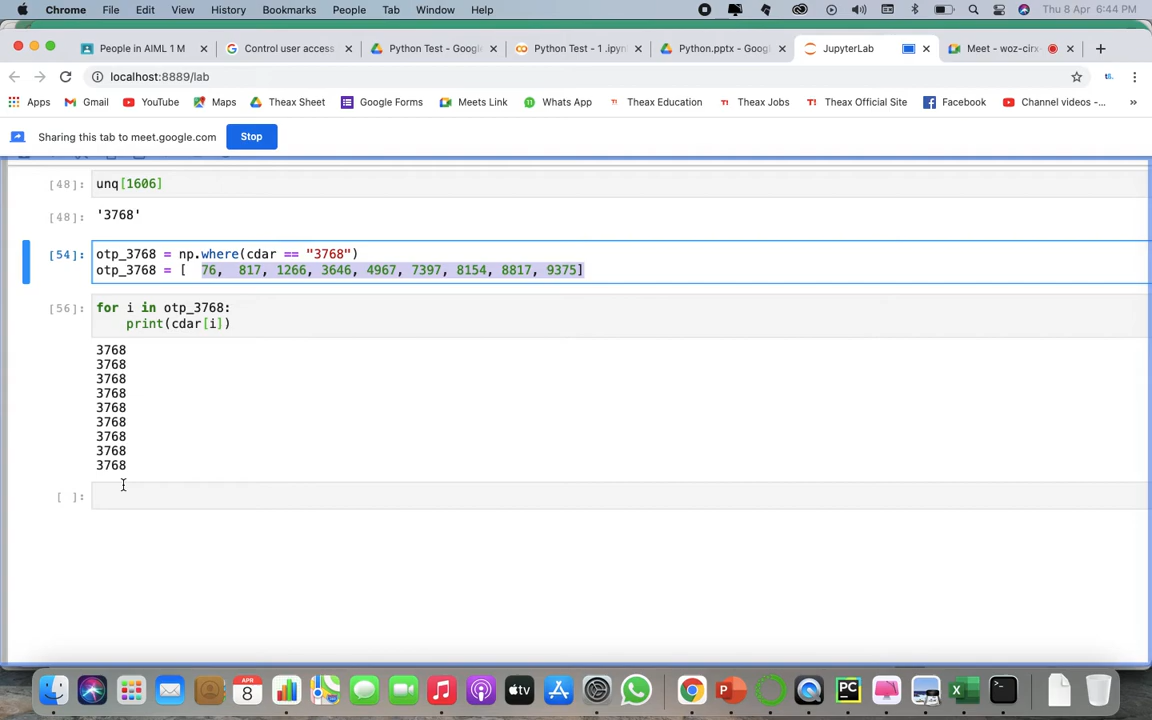 Chrome File Edit View History Bookmarks People Tab Window Help Thu 8 Apr 6:44 PM
People in AIML 1 M Control user access Python Test - Google Python Test - 1 .ipyn Python.pptx - Goog JupyterLab Meet - woz-cirx
localhost:8889/lab
Apps Gmail YouTube Maps Theax Sheet Google Forms Meets Link Whats App Theax Education Theax Jobs Theax Official Site Facebook Channel videos -... »
Sharing this tab to meet.google.com Stop
[48]: unq[1606]
[48]: '3768'
[54]: otp_3768 = np.where(cdar == "3768")
otp_3768 = [ 76, 817, 1266, 3646, 4967, 7397, 8154, 8817, 9375]
[56]: for i in otp_3768:
print(cdar[i])
3768
3768
3768
3768
3768
3768
3768
3768
3768
[ ]:
APR
8
tv
P
PC
X
>_